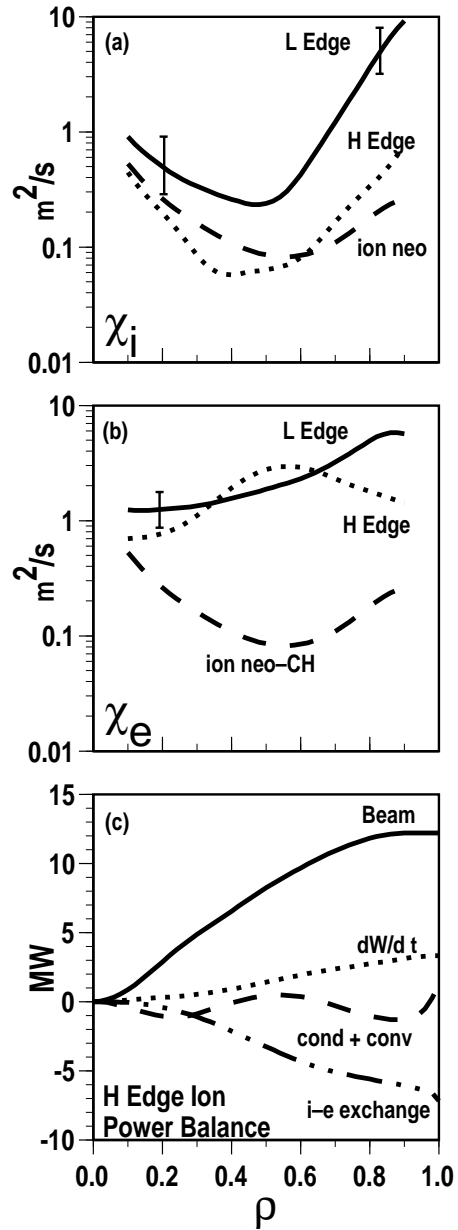 10
(a)
L Edge
1
H Edge
m²/s
0.1
ion neo
χi
0.01
10
(b)
L Edge
1
H Edge
m²/s
0.1
ion neo–CH
χe
0.01
15
(c)
Beam
10
5
dW/d t
MW
0
cond + conv
-5
i–e exchange
H Edge Ion
Power Balance
-10
0.0 0.2 0.4 0.6 0.8 1.0
ρ